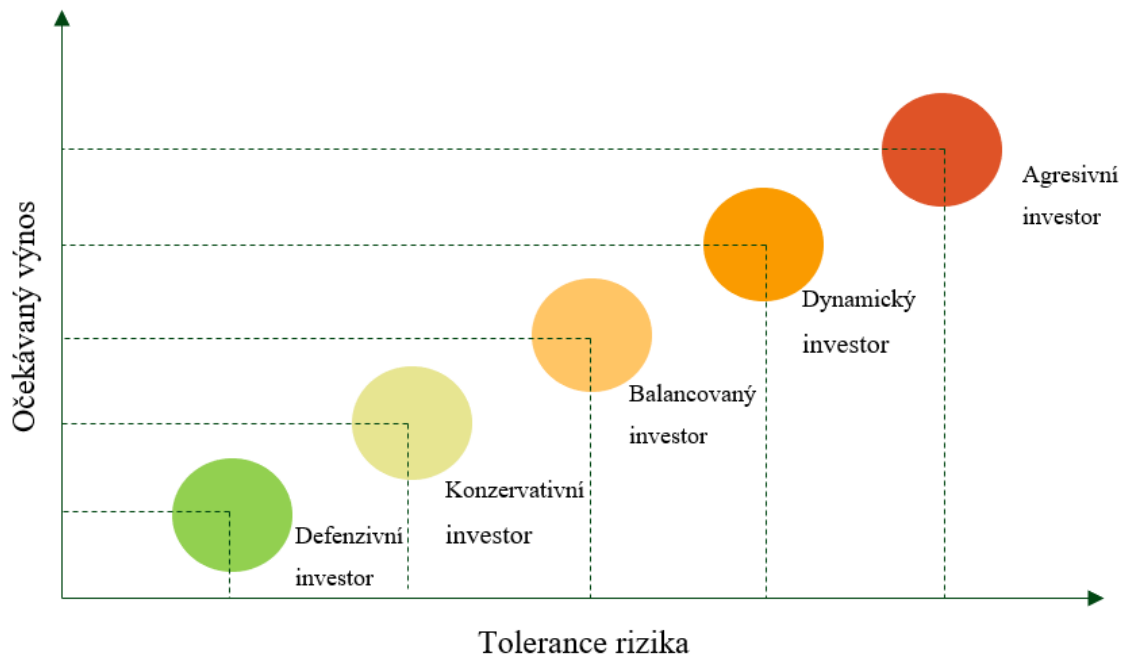 Očekávaný výnos
Agresivní
investor
Dynamický
investor
Balancovaný
investor
Konzervativní
investor
Defenzivní
investor
Tolerance rizika